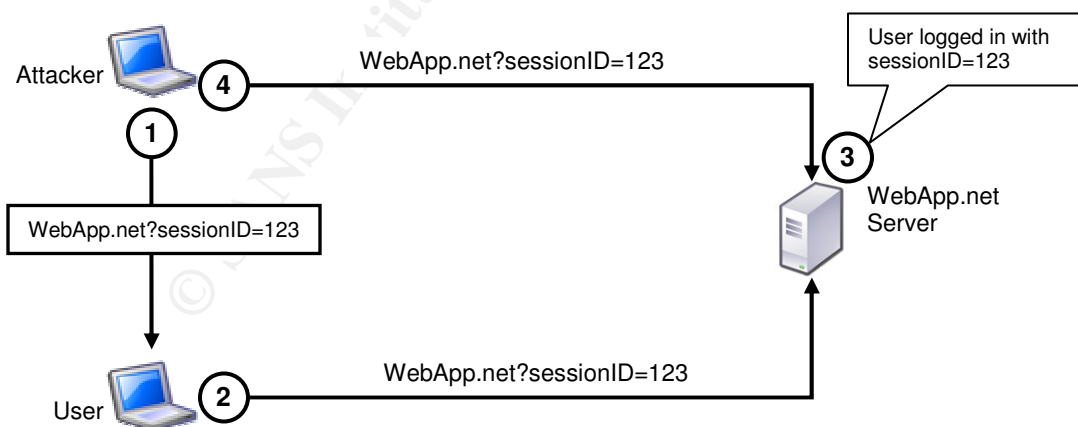 User logged in with
sessionID=123
WebApp.net?sessionID=123
Attacker
4
1
3
WebApp.net
Server
WebApp.net?sessionID=123
WebApp.net?sessionID=123
User
2